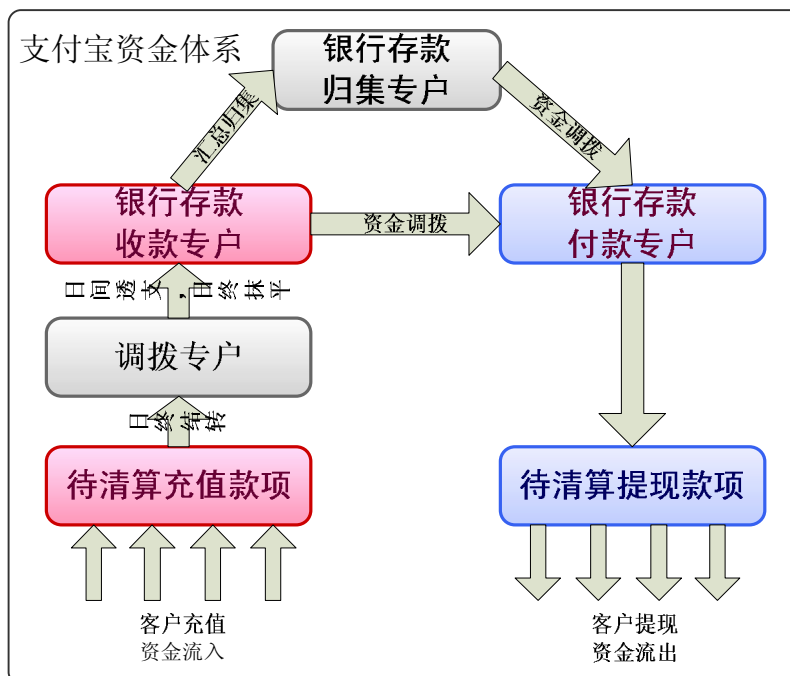 支付宝资金体系
银行存款
归集专户
汇总归集
资金调拨
银行存款
收款专户
资金调拨
银行存款
付款专户
日间透支，日终抹平
调拨专户
日终结转
待清算充值款项
待清算提现款项
客户充值
资金流入
客户提现
资金流出